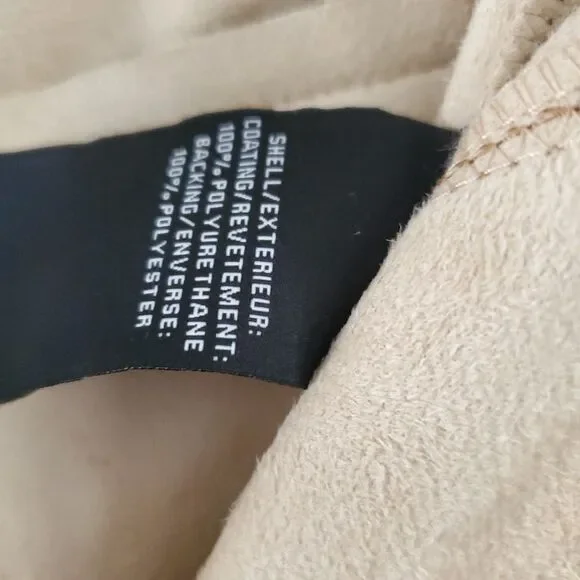 SHELL/EXTERIEUR:
COATING/REVETEMENT:
100% POLYURETHANE
BACKING/ENVERSE:
100% POLYESTER